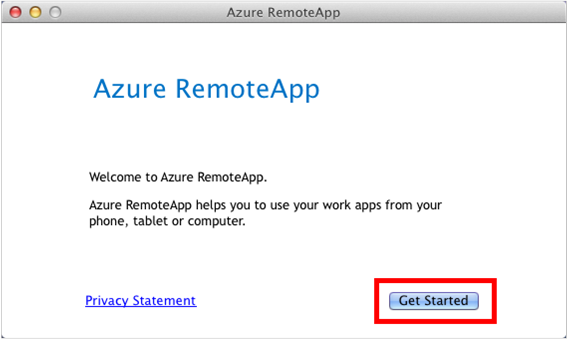 Azure RemoteApp
Azure RemoteApp
Welcome to Azure RemoteApp.
Azure RemoteApp helps you to use your work apps from your
phone, tablet or computer.
Privacy Statement
Get Started